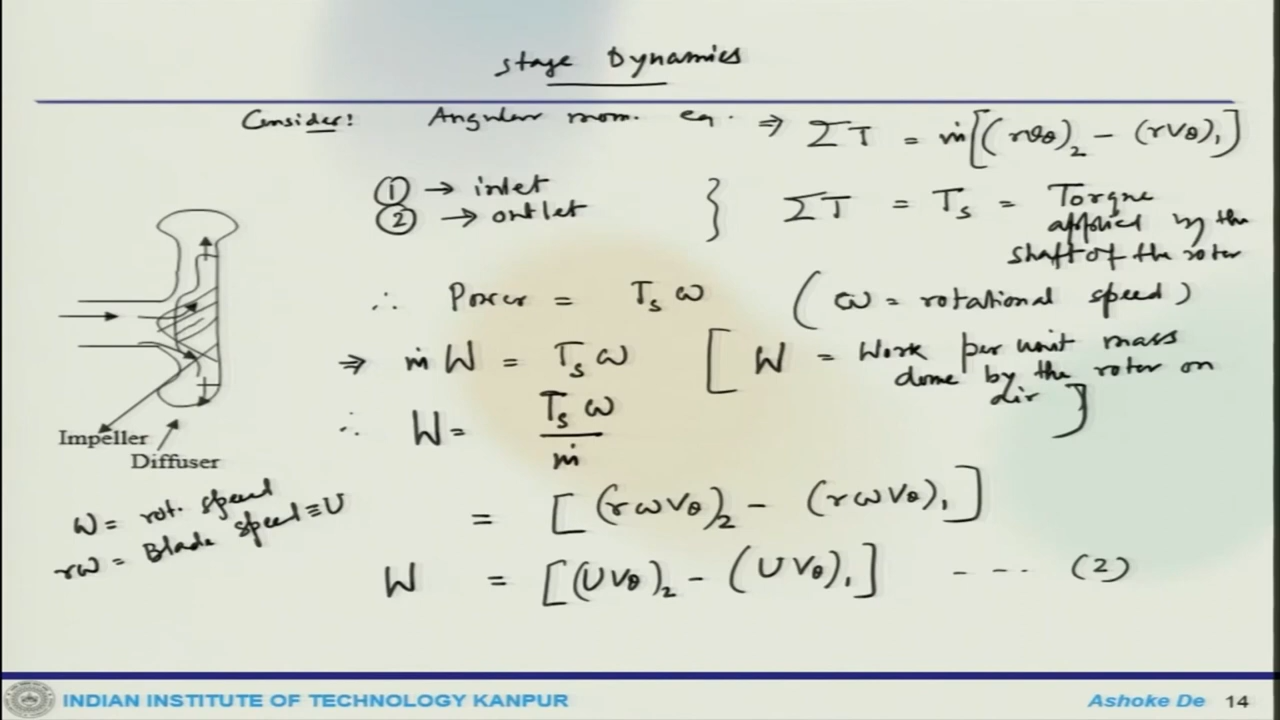 Stage Dynamics
Consider: Angular mom. eq. ⇒ ΣT = ṁ[(rϑθ)₂ − (rVθ)₁]
① → inlet
② → outlet
} ΣT = Tₛ = Torque
applied by the
shaft of the rotor
∴ Power = Tₛ ω (ω = rotational speed)
⇒ ṁ W = Tₛ ω [ W = Work per unit mass
done by the rotor on
air ]
∴ W = Tₛ ω / ṁ
Impeller
Diffuser
ω = rot. speed
rω = Blade speed ≡ U
= [(rωVθ)₂ − (rωVθ)₁]
W = [(UVθ)₂ − (UVθ)₁] --- (2)
INDIAN INSTITUTE OF TECHNOLOGY KANPUR
Ashoke De 14